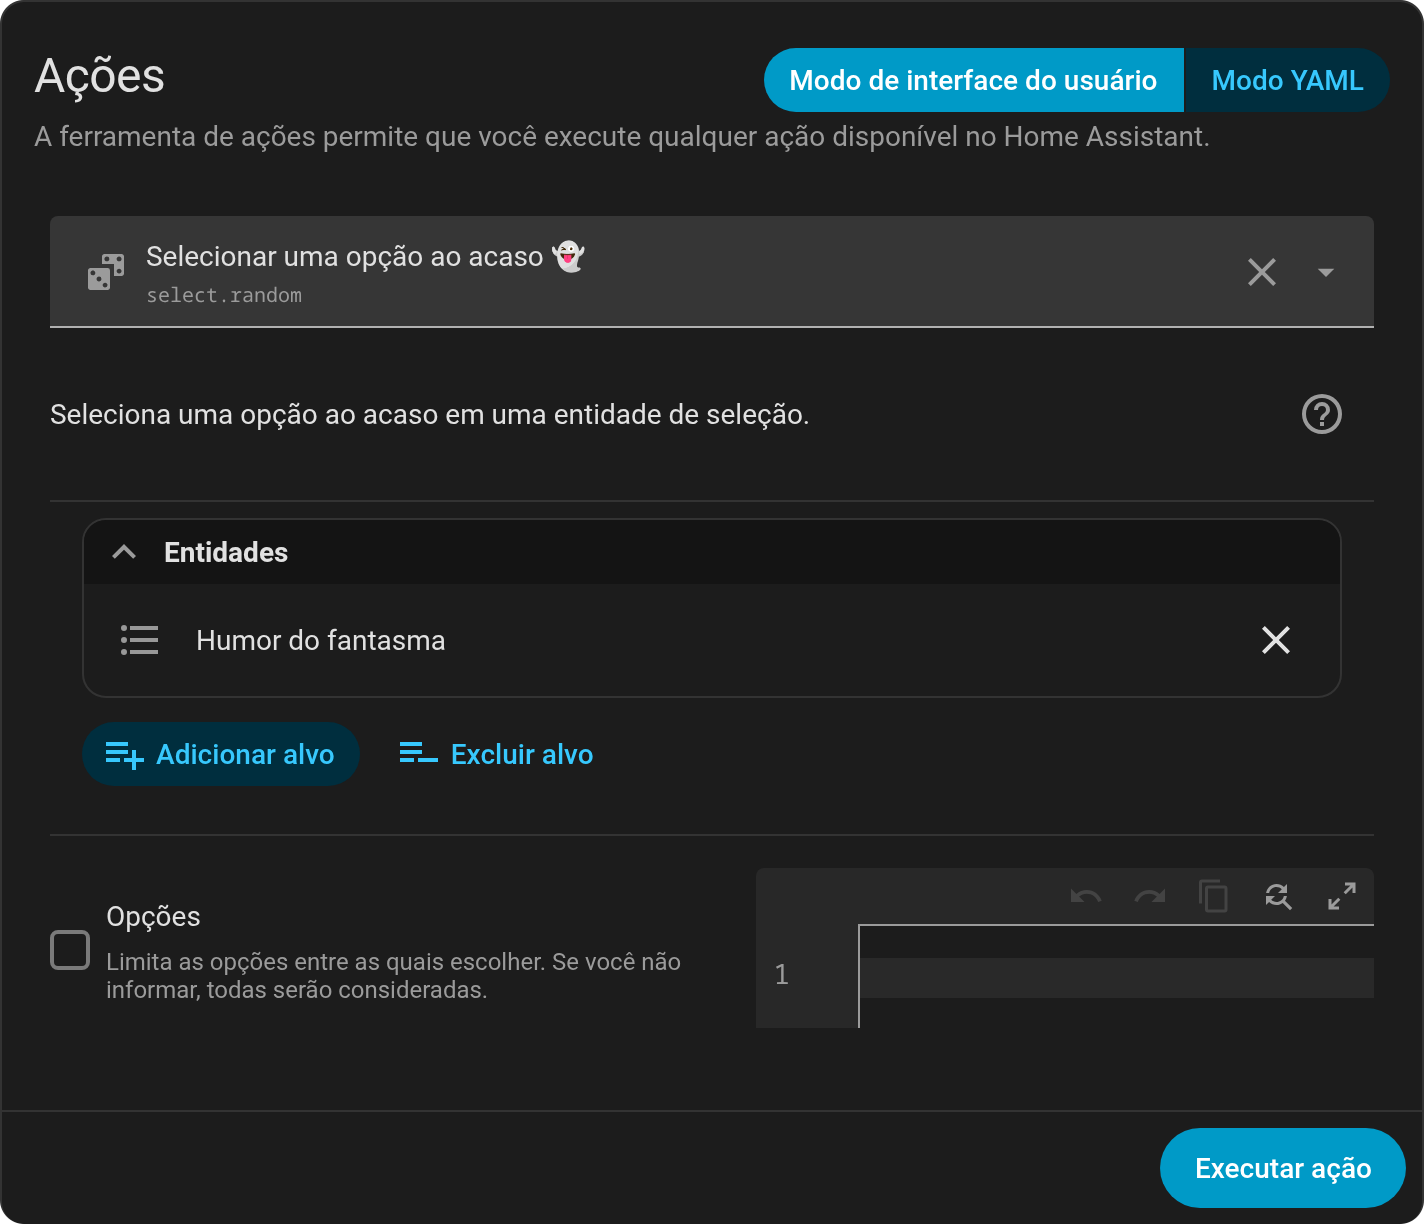 Ações
Modo de interface do usuário
Modo YAML
A ferramenta de ações permite que você execute qualquer ação disponível no Home Assistant.
Selecionar uma opção ao acaso 👻
select.random
Seleciona uma opção ao acaso em uma entidade de seleção.
Entidades
Humor do fantasma
Adicionar alvo
Excluir alvo
Opções
Limita as opções entre as quais escolher. Se você não
informar, todas serão consideradas.
1
Executar ação